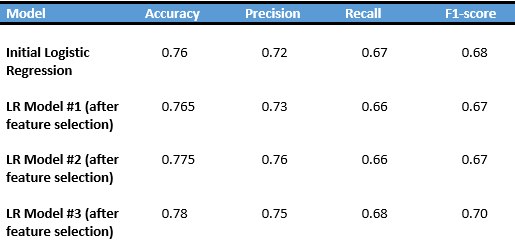 Model Accuracy Precision Recall F1-score
Initial Logistic
Regression 0.76 0.72 0.67 0.68
LR Model #1 (after
feature selection) 0.765 0.73 0.66 0.67
LR Model #2 (after
feature selection) 0.775 0.76 0.66 0.67
LR Model #3 (after
feature selection) 0.78 0.75 0.68 0.70